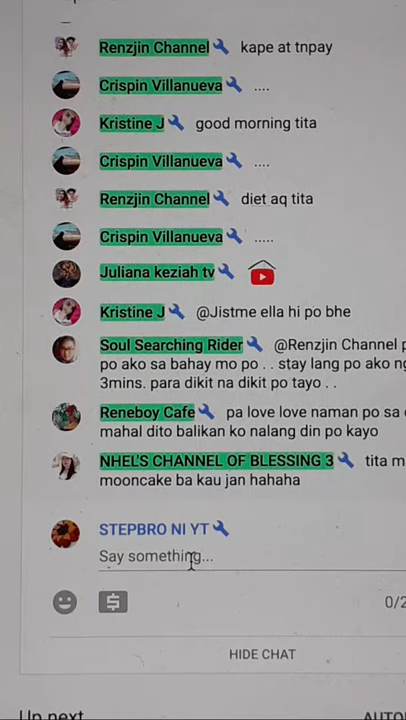 Renzjin Channel kape at tnpay
Crispin Villanueva ....
Kristine J good morning tita
Crispin Villanueva ....
Renzjin Channel diet aq tita
Crispin Villanueva .....
Juliana keziah tv
Kristine J @Jistme ella hi po bhe
Soul Searching Rider @Renzjin Channel
po ako sa bahay mo po . . stay lang po ako
3mins. para dikit na dikit po tayo . .
Reneboy Cafe pa love love naman po sa
mahal dito balikan ko nalang din po kayo
NHEL'S CHANNEL OF BLESSING 3 tita
mooncake ba kau jan hahaha
STEPBRO NI YT
Say something...
0/2
HIDE CHAT
Up next